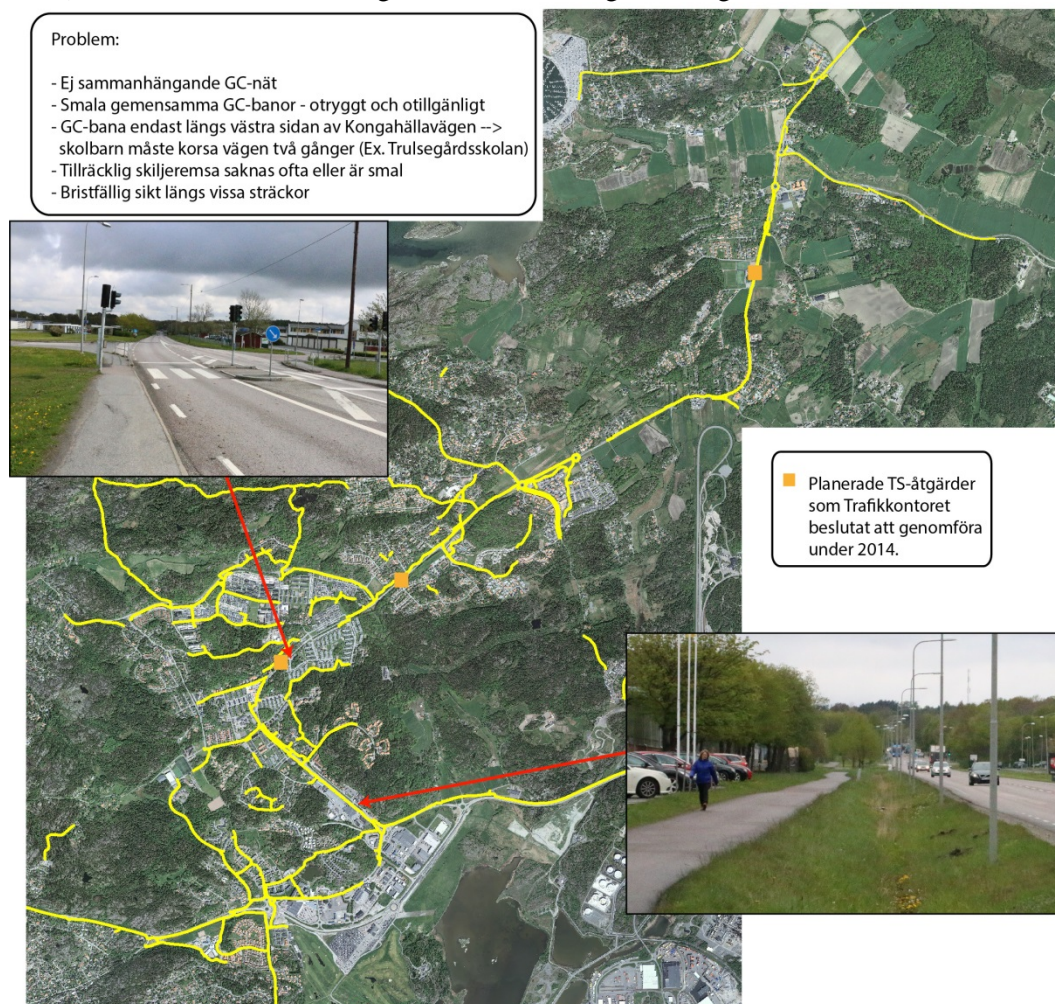 Problem:
- Ej sammanhängande GC-nät
- Smala gemensamma GC-banor - otryggt och otillgänligt
- GC-bana endast längs västra sidan av Kongahällavägen -->
skolbarn måste korsa vägen två gånger (Ex. Trulsegårdsskolan)
- Tillräcklig skiljeremsa saknas ofta eller är smal
- Bristfällig sikt längs vissa sträckor
Planerade TS-åtgärder
som Trafikkontoret
beslutat att genomföra
under 2014.